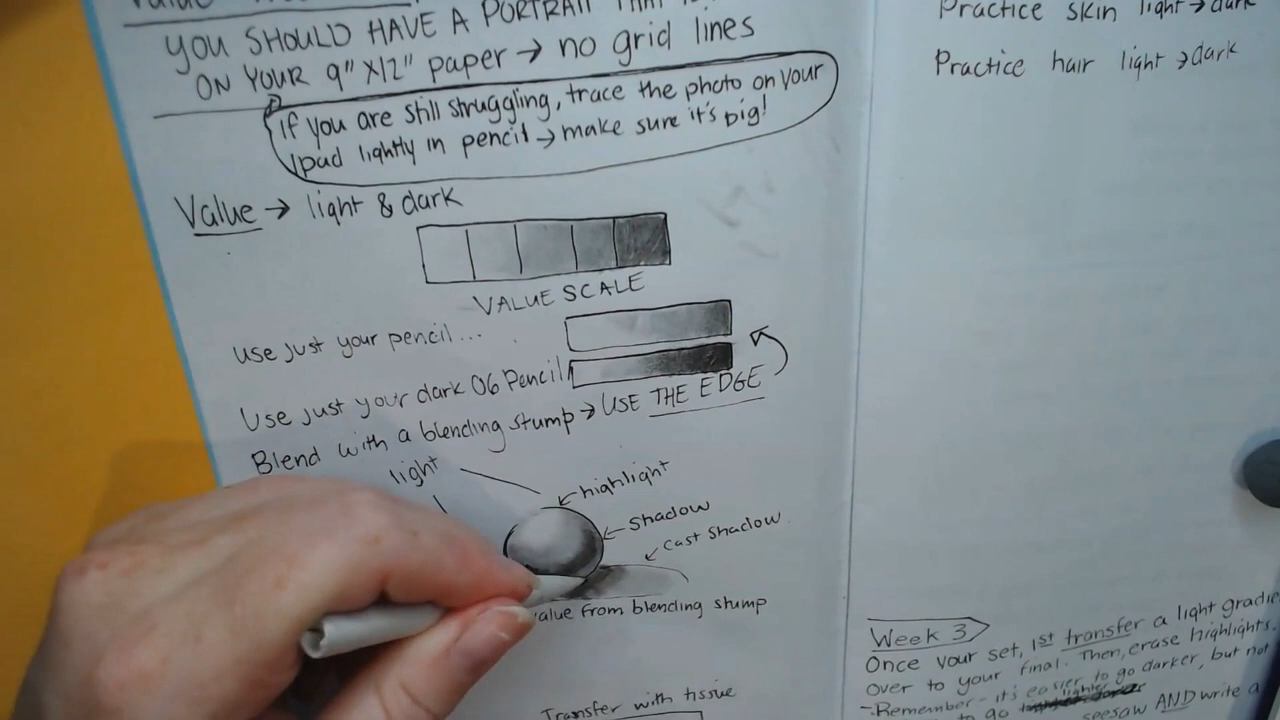 Value
YOU SHOULD HAVE A PORTRAIT THAT
ON YOUR 9" X12" paper → no grid lines
If you are still struggling, trace the photo on your
ipad lightly in pencil → make sure it's big!
Value → light & dark
VALUE SCALE
Use just your pencil...
Use just your dark 06 Pencil
Blend with a blending stump → USE THE EDGE
light
highlight
Shadow
Cast Shadow
value from blending stump
Transfer with tissue
Practice skin light → dark
Practice hair light → dark
Week 3
Once your set, 1st transfer a light gradie
over to your final. Then, erase highlights.
-Remember - it's easier to go darker, but not
to go lighter
seesaw AND write a